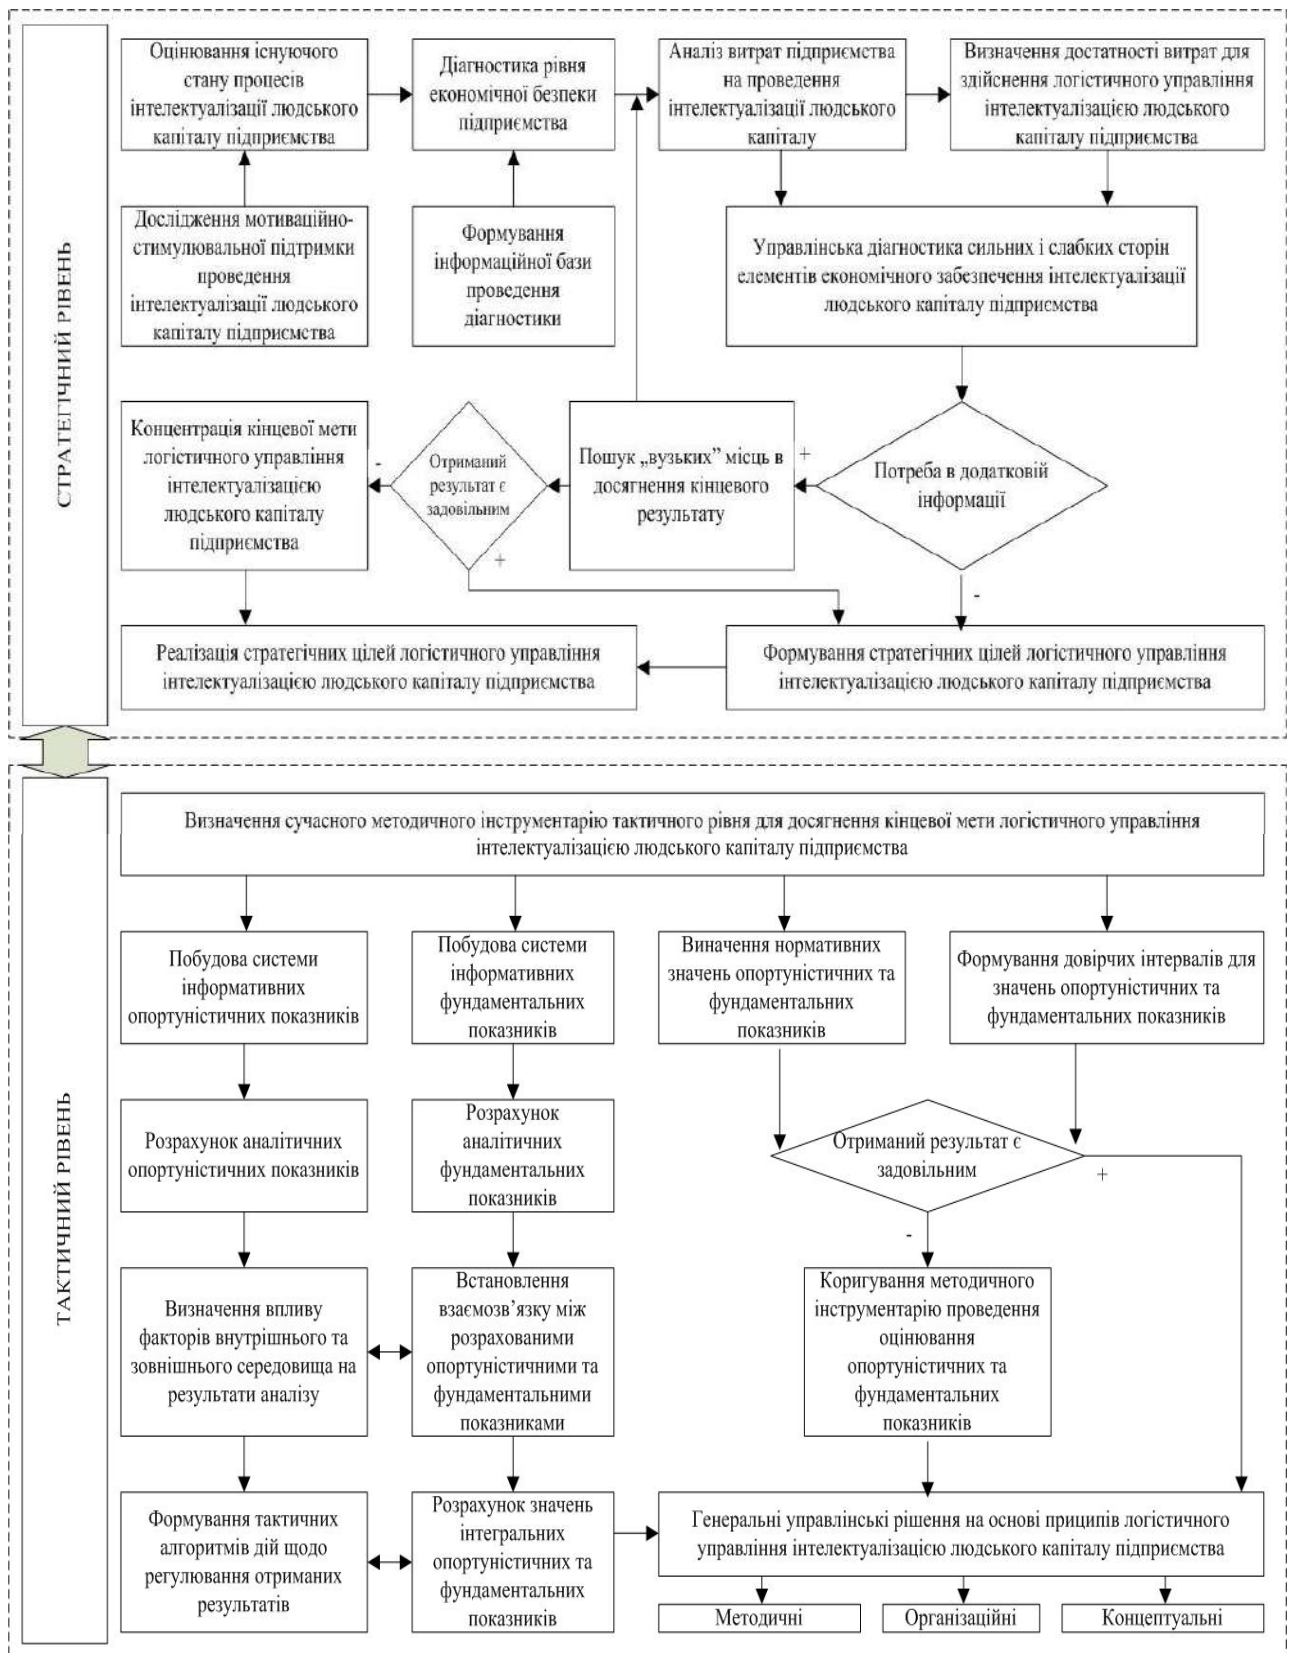 СТРАТЕГІЧНИЙ РІВЕНЬ
Оцінювання існуючого
стану процесів
інтелектуалізації людського
капіталу підприємства
Діагностика рівня
економічної безпеки
підприємства
Аналіз витрат підприємства
на проведення
інтелектуалізації людського
капіталу
Визначення достатності витрат для
здійснення логістичного управління
інтелектуалізацією людського
капіталу підприємства
Дослідження мотиваційно-
стимулювальної підтримки
проведення
інтелектуалізації людського
капіталу підприємства
Формування
інформаційної бази
проведення
діагностики
Управлінська діагностика сильних і слабких сторін
елементів економічного забезпечення інтелектуалізації
людського капіталу підприємства
Концентрація кінцевої мети
логістичного управління
інтелектуалізацією
людського капіталу
підприємства
-
Отриманий
результат є
задовільним
+
Пошук „вузьких” місць в
досягнення кінцевого
результату
+
Потреба в додатковій
інформації
-
Реалізація стратегічних цілей логістичного управління
інтелектуалізацією людського капіталу підприємства
Формування стратегічних цілей логістичного управління
інтелектуалізацією людського капіталу підприємства
ТАКТИЧНИЙ РІВЕНЬ
Визначення сучасного методичного інструментарію тактичного рівня для досягнення кінцевої мети логістичного управління
інтелектуалізацією людського капіталу підприємства
Побудова системи
інформативних
опортуністичних показників
Побудова системи
інформативних
фундаментальних
показників
Виначення нормативних
значень опортуністичних та
фундаментальних
показників
Формування довірчих інтервалів для
значень опортуністичних та
фундаментальних показників
Розрахунок аналітичних
опортуністичних показників
Розрахунок
аналітичних
фундаментальних
показників
Отриманий результат є
задовільним
+
-
Визначення впливу
факторів внутрішнього та
зовнішнього середовища на
результати аналізу
Встановлення
взаємозв’язку між
розрахованими
опортуністичними та
фундаментальними
показниками
Коригування методичного
інструментарію проведення
оцінювання
опортуністичних та
фундаментальних
показників
Формування тактичних
алгоритмів дій щодо
регулювання отриманих
результатів
Розрахунок значень
інтегральних
опортуністичних та
фундаментальних
показників
Генеральні управлінські рішення на основі приципів логістичного
управління інтелектуалізацією людського капіталу підприємства
Методичні
Організаційні
Концептуальні